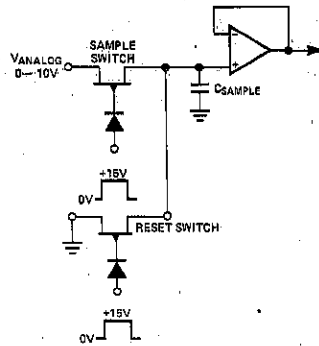 SAMPLE
SWITCH
VANALOG
0—10V
−
+
CSAMPLE
+15V
0V
RESET SWITCH
+15V
0V